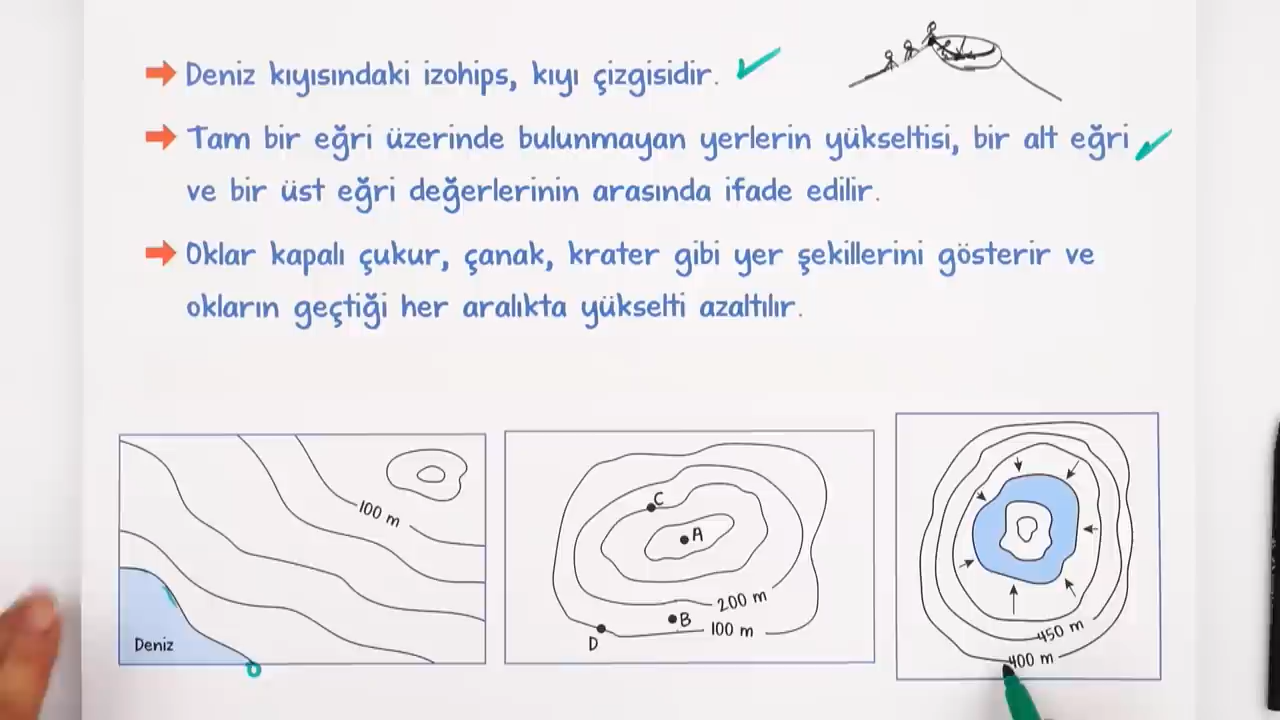 Deniz kıyısındaki izohips, kıyı çizgisidir.
Tam bir eğri üzerinde bulunmayan yerlerin yükseltisi, bir alt eğri
ve bir üst eğri değerlerinin arasında ifade edilir.
Oklar kapalı çukur, çanak, krater gibi yer şekillerini gösterir ve
okların geçtiği her aralıkta yükselti azaltılır.
100 m
Deniz
C
A
200 m
B
100 m
D
450 m
400 m